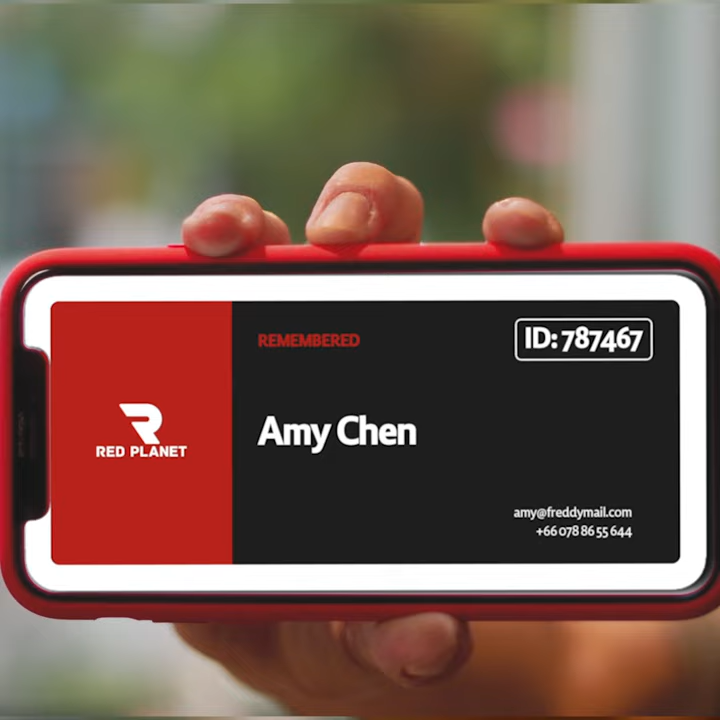 RED PLANET
REMEMBERED
ID: 787467
Amy Chen
amy@freddymail.com
+66 078 86 55 644